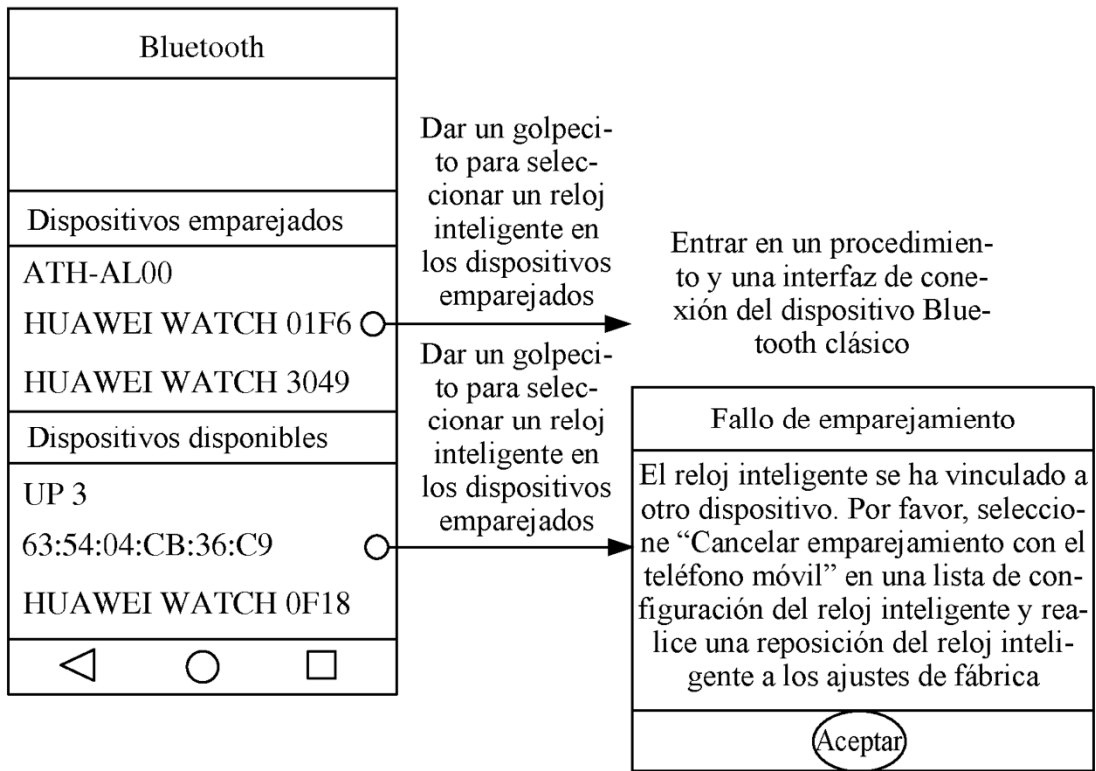 Bluetooth
Dispositivos emparejados
ATH-AL00
HUAWEI WATCH 01F6
HUAWEI WATCH 3049
Dispositivos disponibles
UP 3
63:54:04:CB:36:C9
HUAWEI WATCH 0F18
Dar un golpeci-
to para selec-
cionar un reloj
inteligente en
los dispositivos
emparejados
Dar un golpeci-
to para selec-
cionar un reloj
inteligente en
los dispositivos
emparejados
Entrar en un procedimien-
to y una interfaz de cone-
xión del dispositivo Blue-
tooth clásico
Fallo de emparejamiento
El reloj inteligente se ha vinculado a
otro dispositivo. Por favor, seleccio-
ne “Cancelar emparejamiento con el
teléfono móvil” en una lista de con-
figuración del reloj inteligente y rea-
lice una reposición del reloj inteli-
gente a los ajustes de fábrica
Aceptar